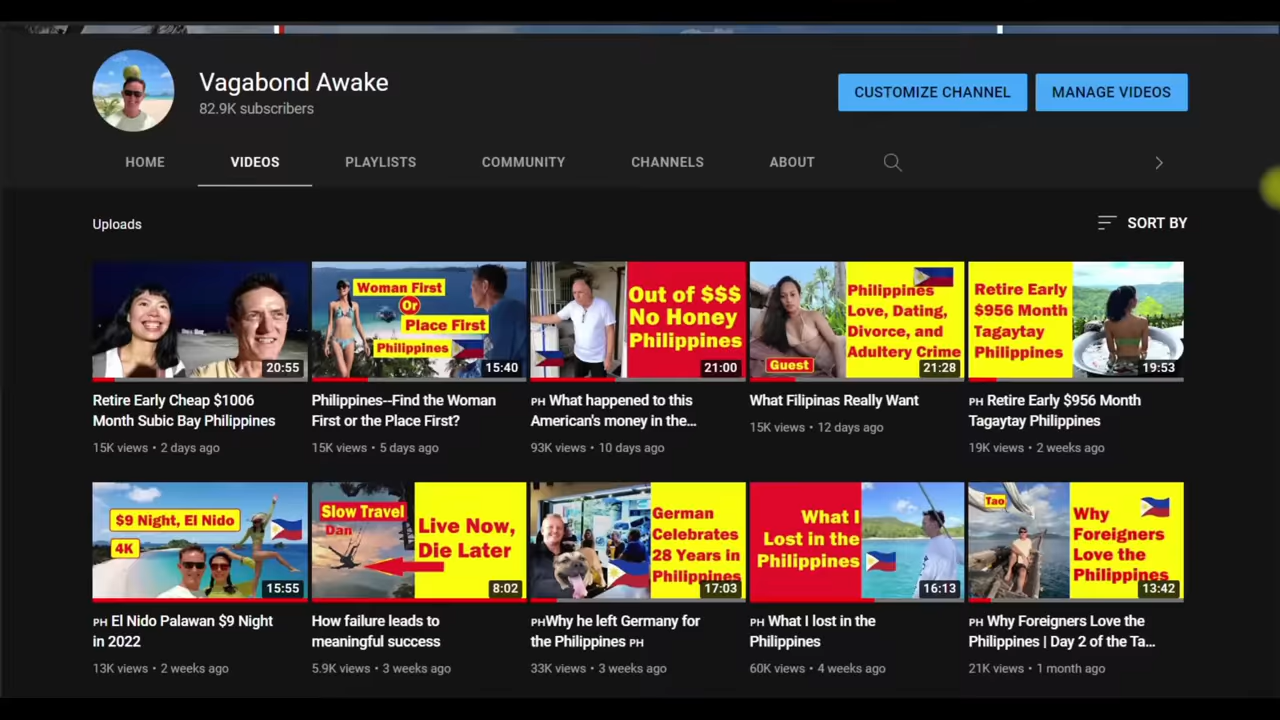 Vagabond Awake
82.9K subscribers
CUSTOMIZE CHANNEL
MANAGE VIDEOS
HOME
VIDEOS
PLAYLISTS
COMMUNITY
CHANNELS
ABOUT
Uploads
SORT BY
20:55
Woman First
Or
Place First
Philippines
15:40
Out of $$$
No Honey
Philippines
21:00
Philippines
Love, Dating,
Divorce, and
Adultery Crime
Guest
21:28
Retire Early
$956 Month
Tagaytay
Philippines
19:53
Retire Early Cheap $1006
Month Subic Bay Philippines
15K views • 2 days ago
Philippines--Find the Woman
First or the Place First?
15K views • 5 days ago
PH What happened to this
American's money in the...
93K views • 10 days ago
What Filipinas Really Want
15K views • 12 days ago
PH Retire Early $956 Month
Tagaytay Philippines
19K views • 2 weeks ago
$9 Night, El Nido
4K
15:55
Slow Travel
Dan
Live Now,
Die Later
8:02
German
Celebrates
28 Years in
Philippines
17:03
What I
Lost in the
Philippines
16:13
Tao
Why
Foreigners
Love the
Philippines
13:42
PH El Nido Palawan $9 Night
in 2022
13K views • 2 weeks ago
How failure leads to
meaningful success
5.9K views • 3 weeks ago
PHWhy he left Germany for
the Philippines PH
33K views • 3 weeks ago
PH What I lost in the
Philippines
60K views • 4 weeks ago
PH Why Foreigners Love the
Philippines | Day 2 of the Ta...
21K views • 1 month ago